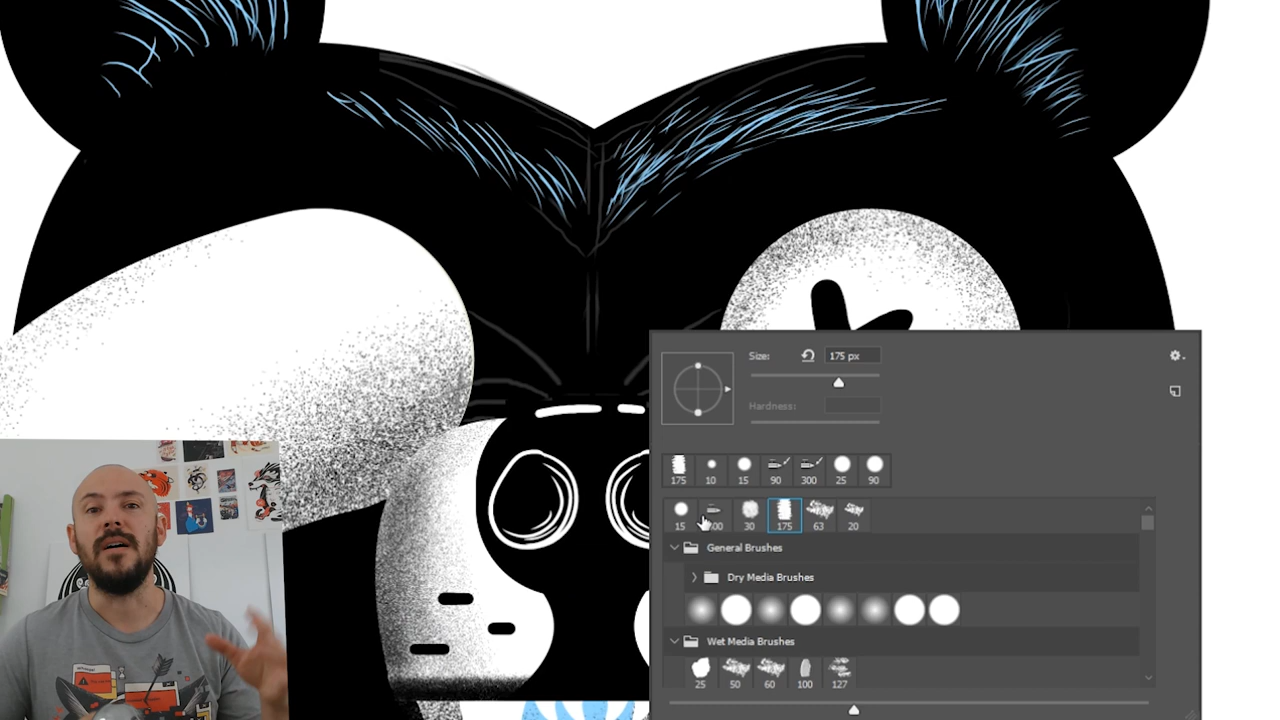 Size:
175 px
Hardness:
175 10 15 90 300 25 90
15 00 30 175 63 20
General Brushes
Dry Media Brushes
Wet Media Brushes
25 50 60 100 127